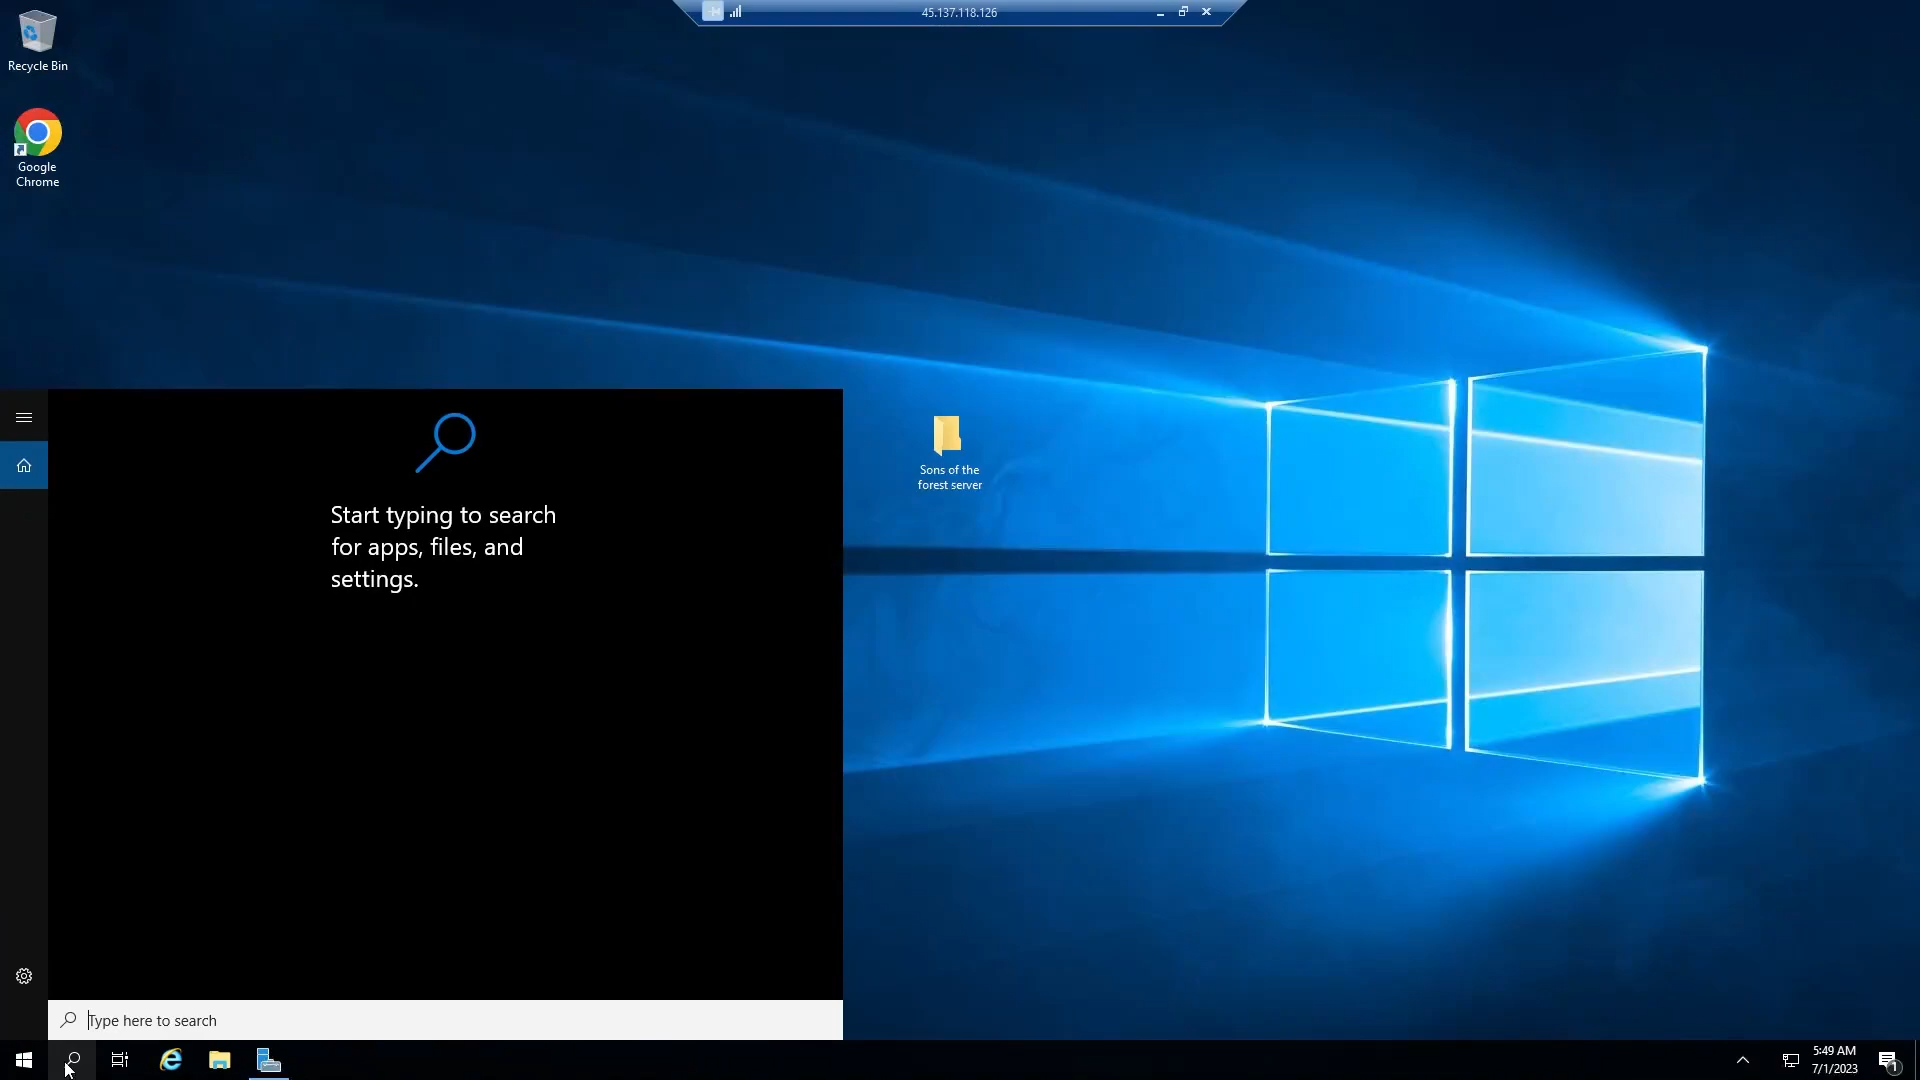 45.137.118.126
Recycle Bin
Google
Chrome
Sons of the
forest server
Start typing to search
for apps, files, and
settings.
Type here to search
5:49 AM
7/1/2023
1